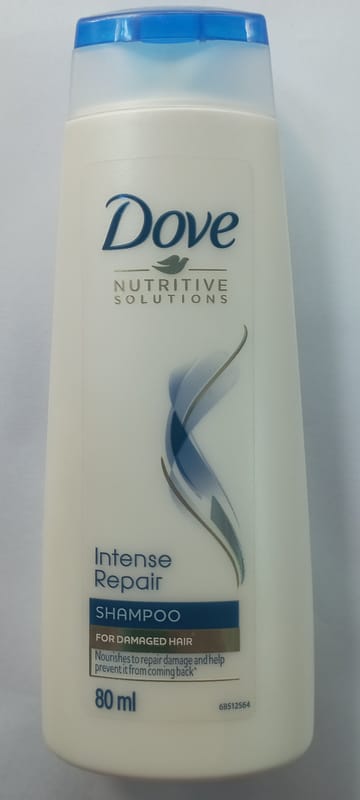 Dove
NUTRITIVE
SOLUTIONS
Intense
Repair
SHAMPOO
FOR DAMAGED HAIR
Nourishes to repair damage and help
prevent it from coming back*
80 ml
68512564